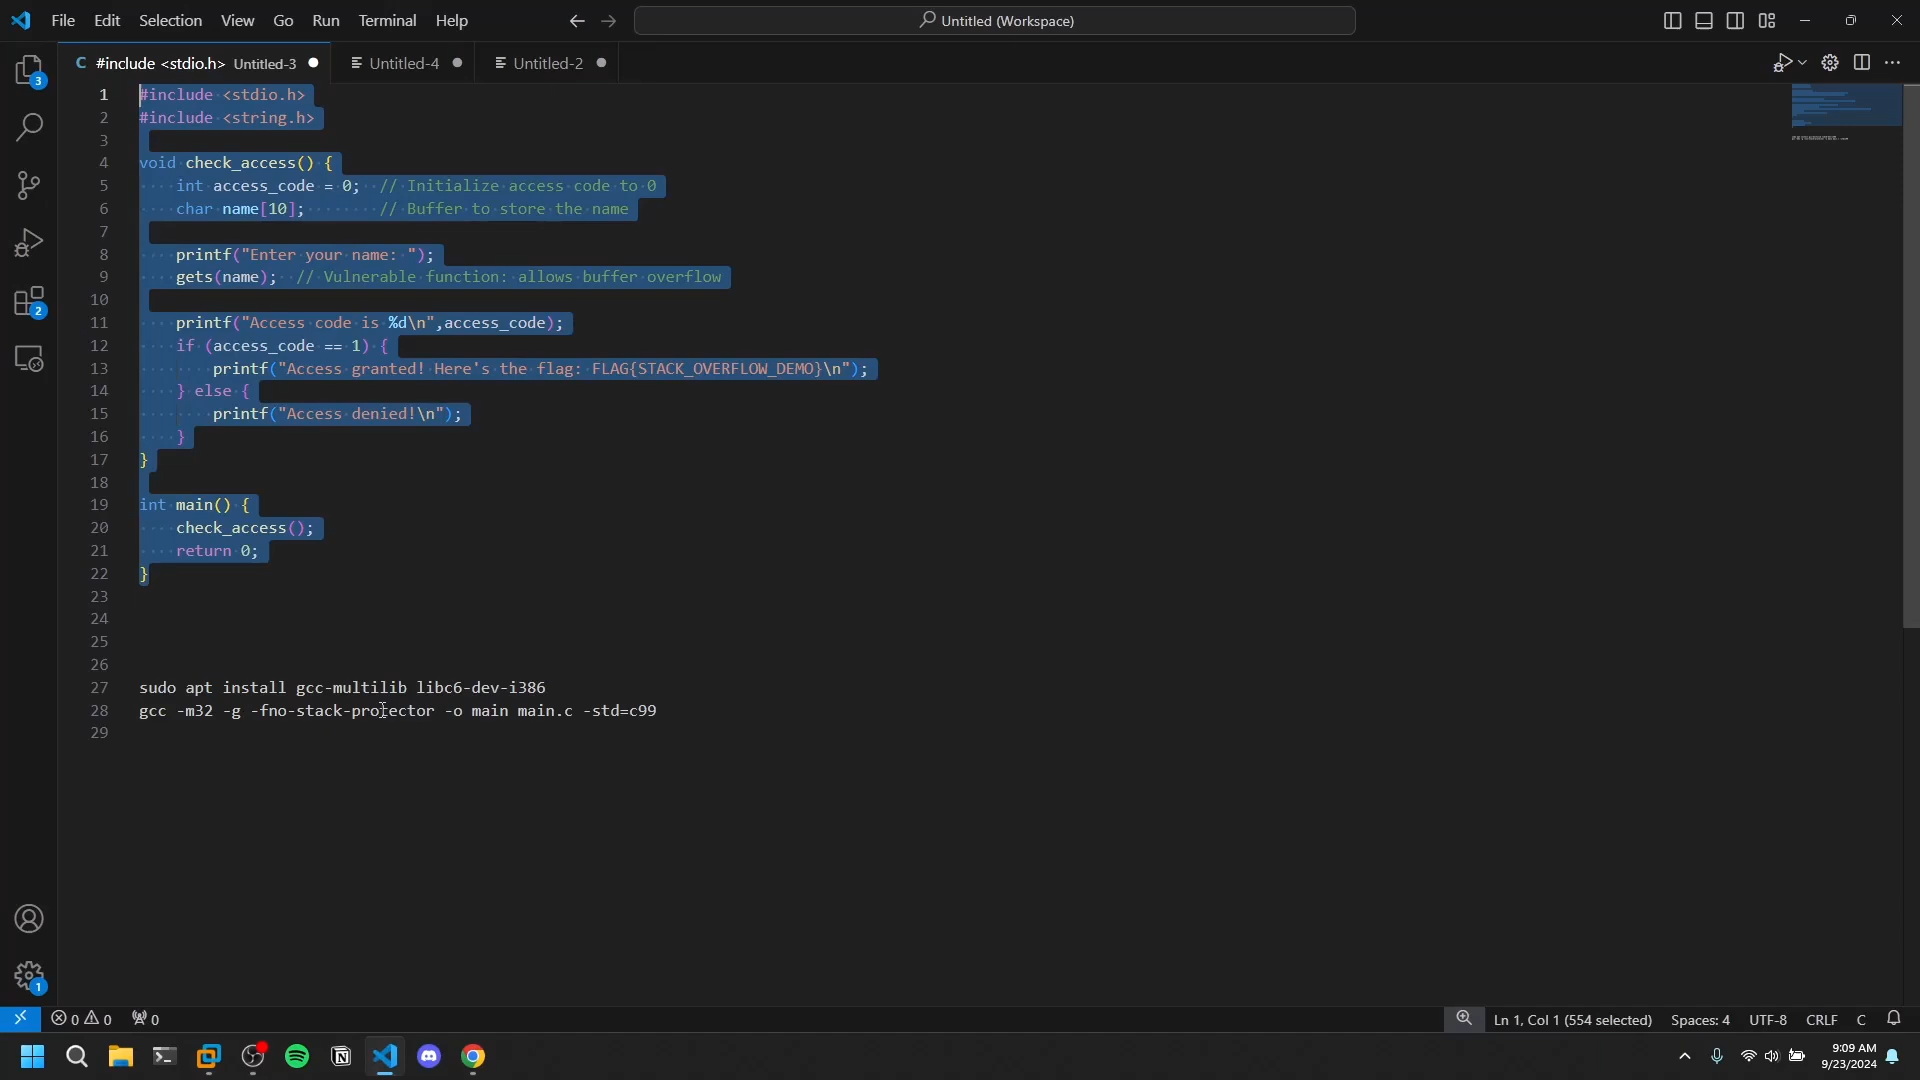 File Edit Selection View Go Run Terminal Help
Untitled (Workspace)
C #include <stdio.h> Untitled-3
Untitled-4
Untitled-2
1 #include <stdio.h>
2 #include <string.h>
3
4 void check_access() {
5 int access_code = 0; // Initialize access code to 0
6 char name[10]; // Buffer to store the name
7
8 printf("Enter your name: ");
9 gets(name); // Vulnerable function: allows buffer overflow
10
11 printf("Access code is %d\n",access_code);
12 if (access_code == 1) {
13 printf("Access granted! Here's the flag: FLAG{STACK_OVERFLOW_DEMO}\n");
14 } else {
15 printf("Access denied!\n");
16 }
17 }
18
19 int main() {
20 check_access();
21 return 0;
22 }
23
24
25
26
27 sudo apt install gcc-multilib libc6-dev-i386
28 gcc -m32 -g -fno-stack-protector -o main main.c -std=c99
29
3
2
1
0 0 0
Ln 1, Col 1 (554 selected) Spaces: 4 UTF-8 CRLF C
9:09 AM
9/23/2024